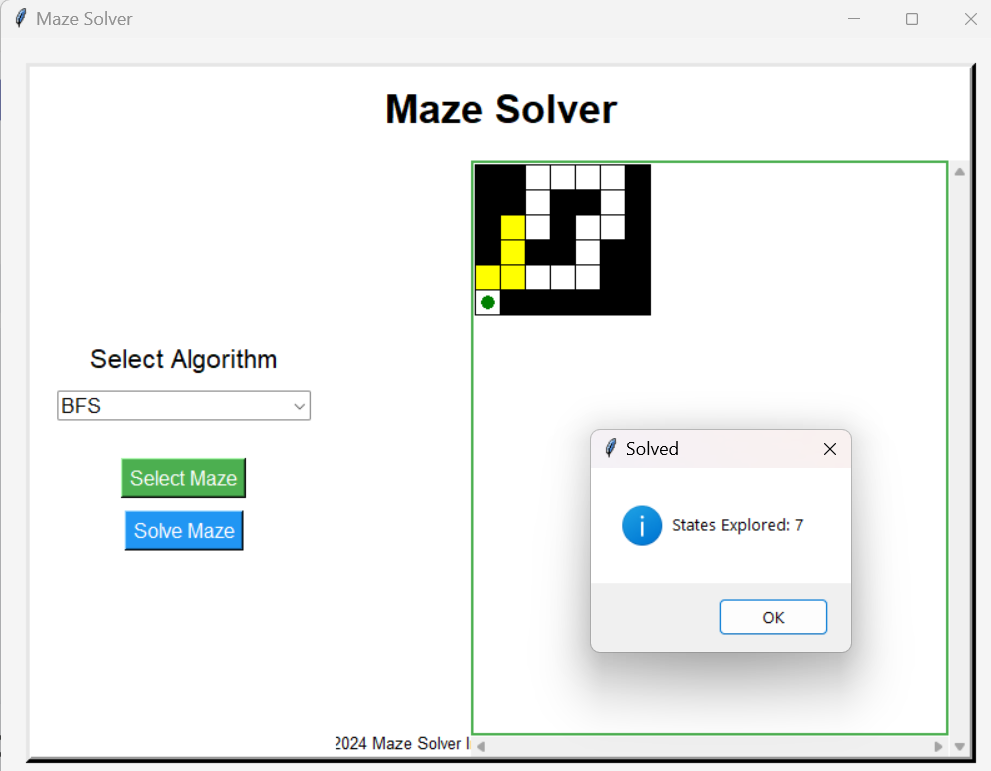 Maze Solver
Maze Solver
Select Algorithm
BFS
Select Maze
Solve Maze
Solved
States Explored: 7
OK
2024 Maze Solver